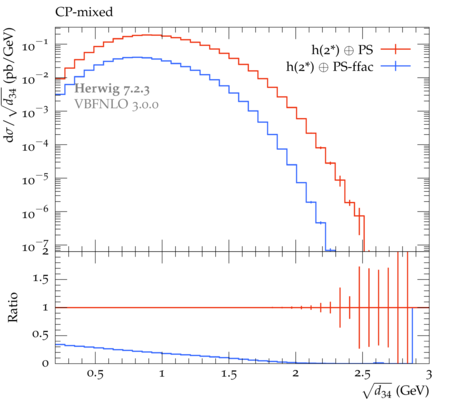 CP-mixed
dσ/√d₃₄ (pb/GeV)
10⁻¹
10⁻²
10⁻³
10⁻⁴
10⁻⁵
10⁻⁶
10⁻⁷
h(2*) ⊕ PS
h(2*) ⊕ PS-ffac
Herwig 7.2.3
VBFNLO 3.0.0
Ratio
2
1.5
1
0.5
0
0.5 1 1.5 2 2.5 3
√d₃₄ (GeV)